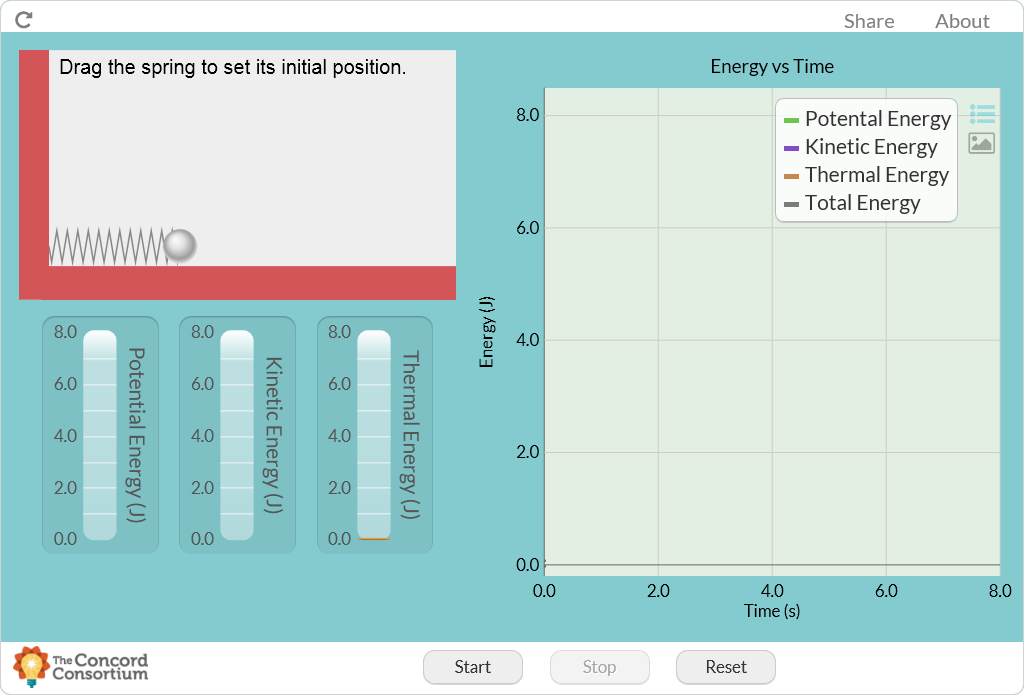 Share About
Drag the spring to set its initial position.
8.0
6.0
4.0
2.0
0.0
Potential Energy (J)
8.0
6.0
4.0
2.0
0.0
Kinetic Energy (J)
8.0
6.0
4.0
2.0
0.0
Thermal Energy (J)
Energy vs Time
Potental Energy
Kinetic Energy
Thermal Energy
Total Energy
8.0
6.0
4.0
2.0
0.0
Energy (J)
0.0 2.0 4.0 6.0 8.0
Time (s)
The Concord
Consortium
Start Stop Reset